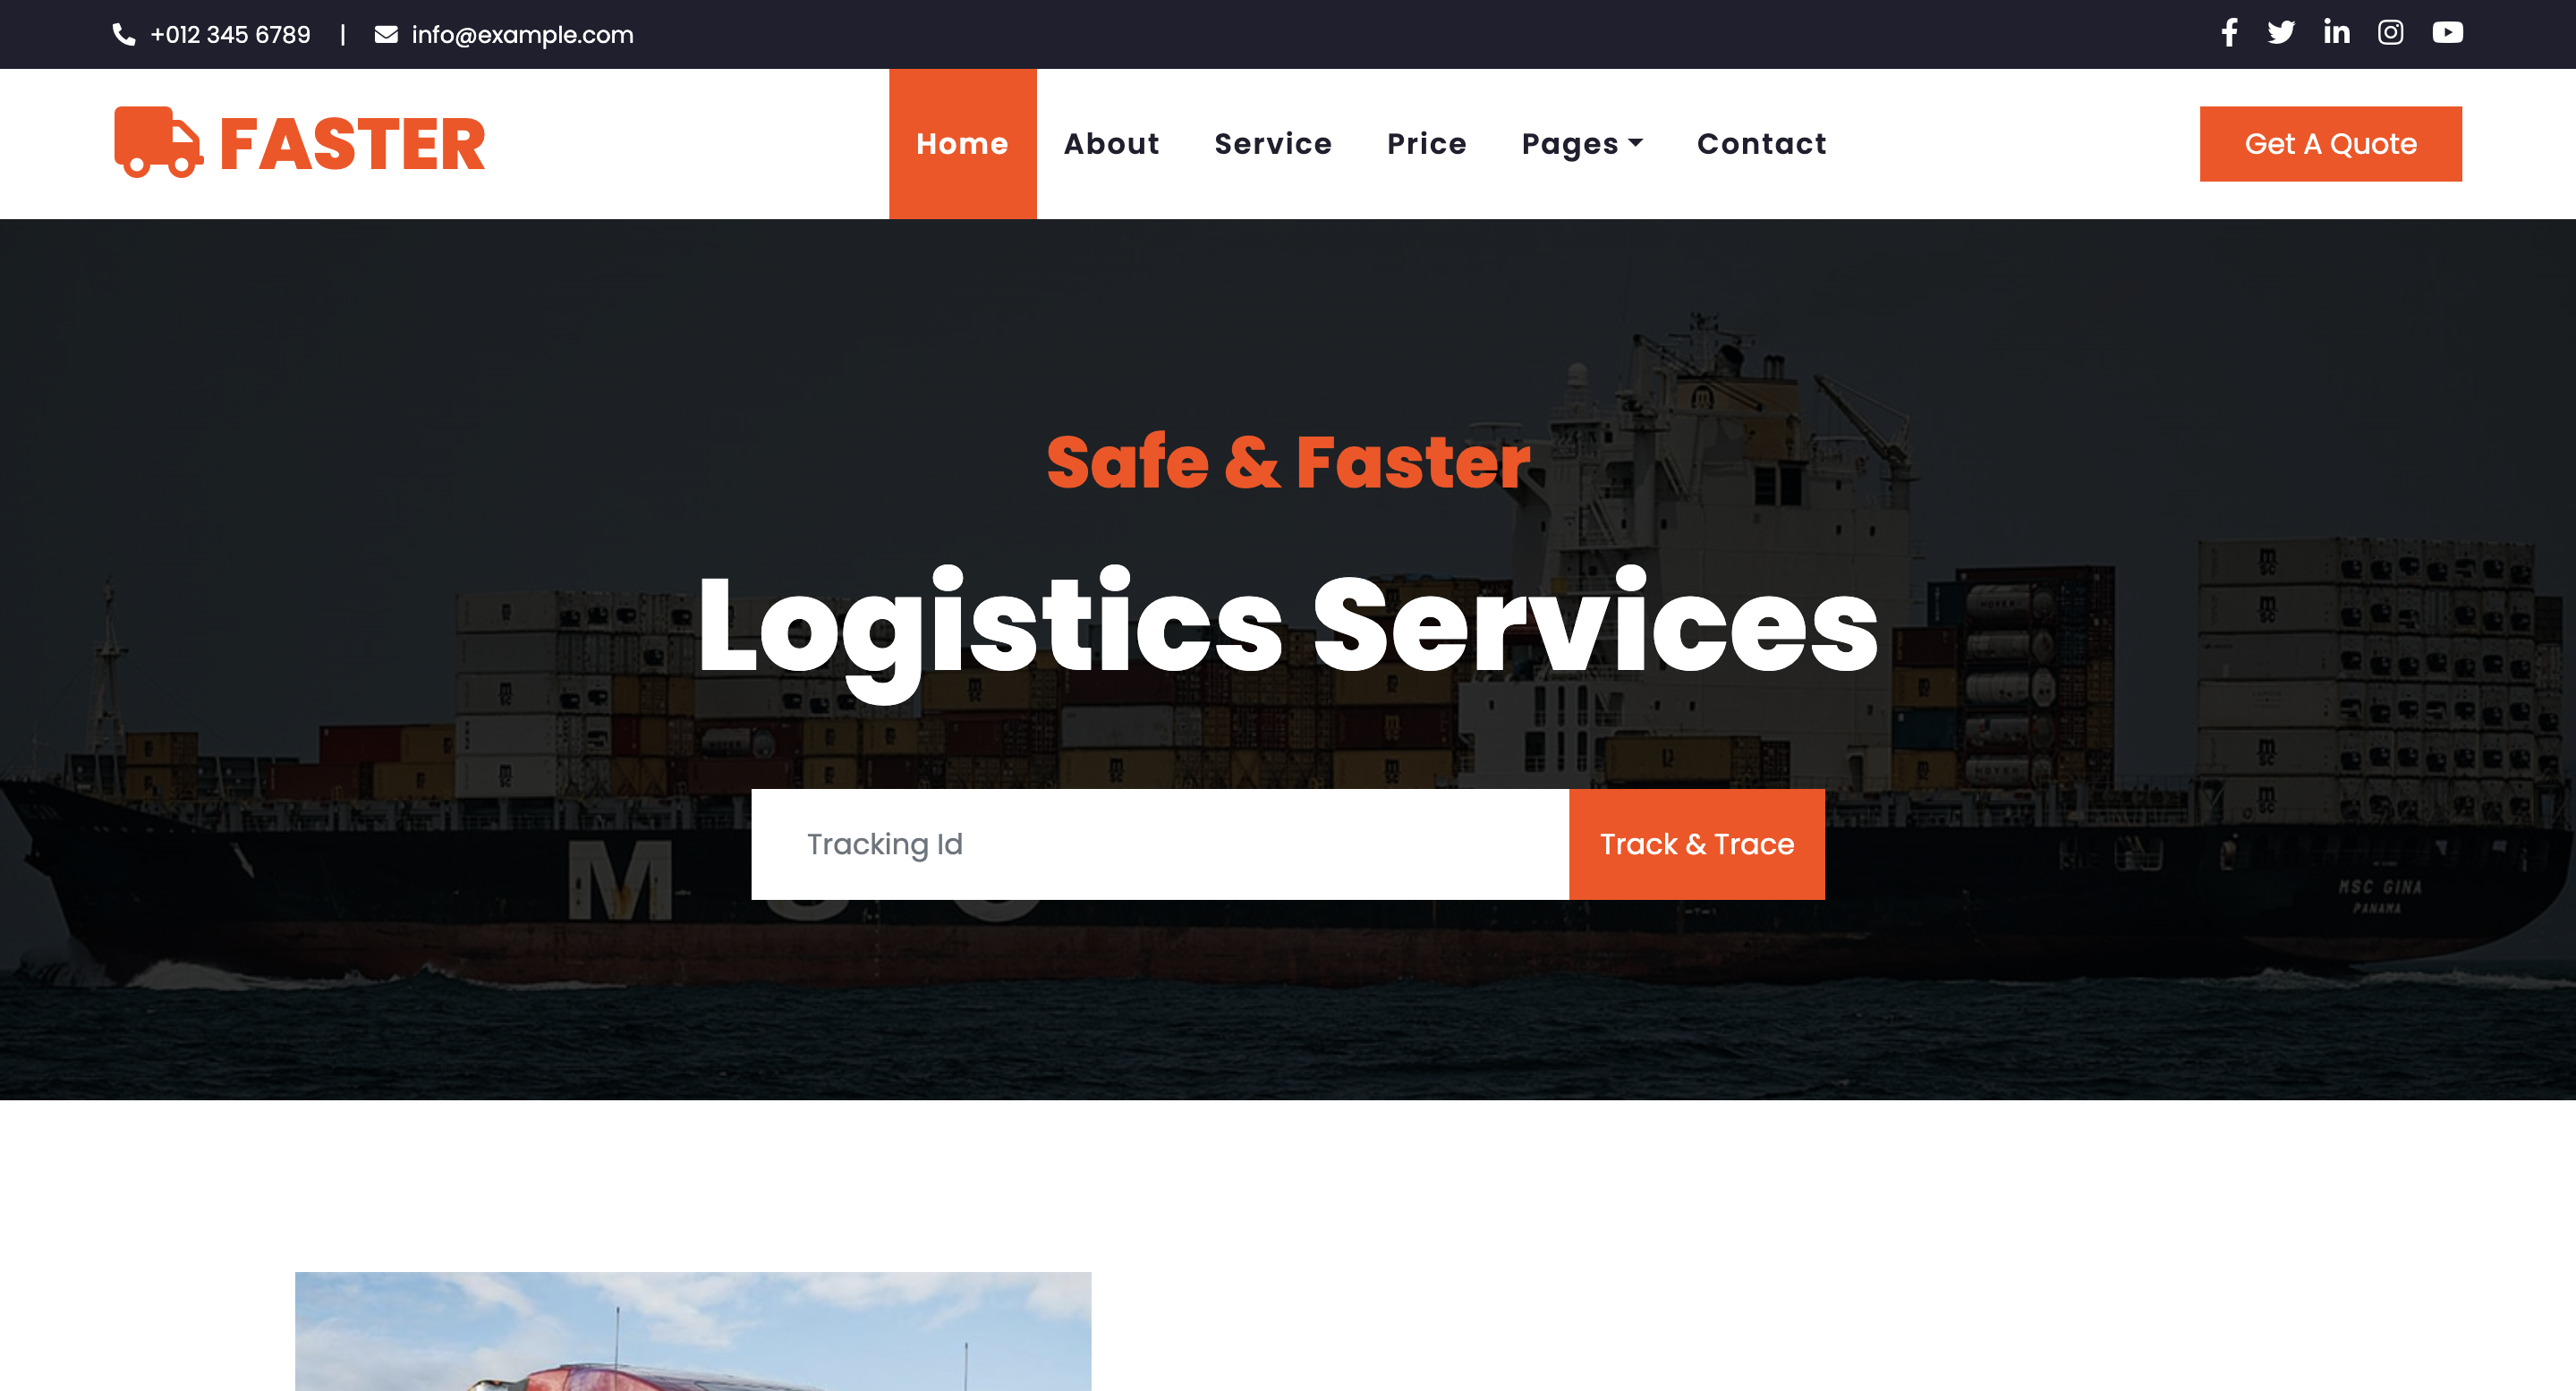 +012 345 6789 | info@example.com
FASTER
Home About Service Price Pages Contact
Get A Quote
Safe & Faster
Logistics Services
Tracking Id
Track & Trace
M
MSC GINA
PANAMA